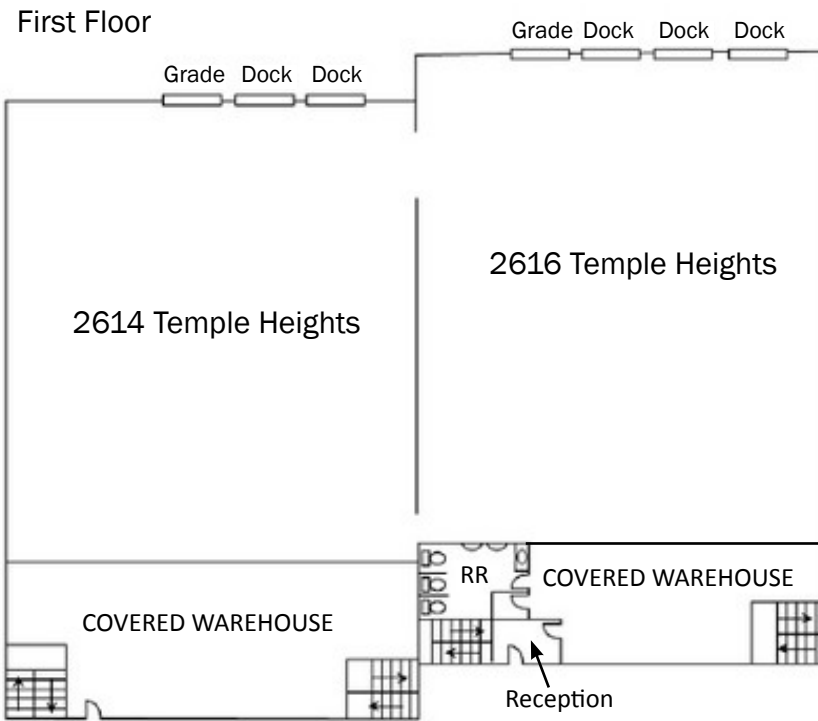 First Floor
Grade Dock Dock Dock
Grade Dock Dock
2616 Temple Heights
2614 Temple Heights
RR
COVERED WAREHOUSE
COVERED WAREHOUSE
Reception